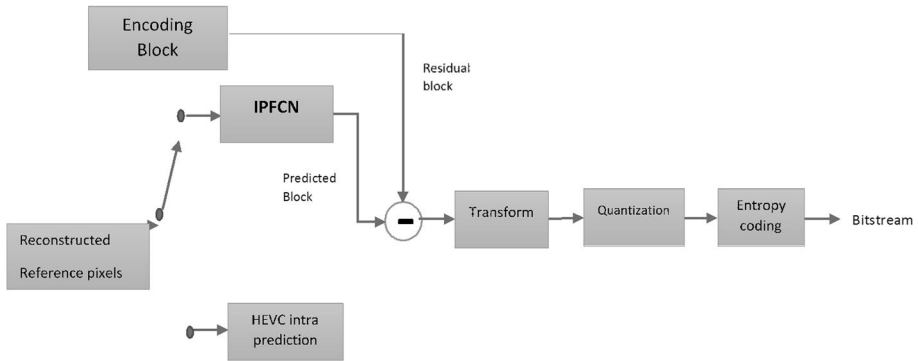 Encoding
Block
Residual
block
IPFCN
Predicted
Block
Transform
Quantization
Entropy
coding
Bitstream
Reconstructed
Reference pixels
HEVC intra
prediction